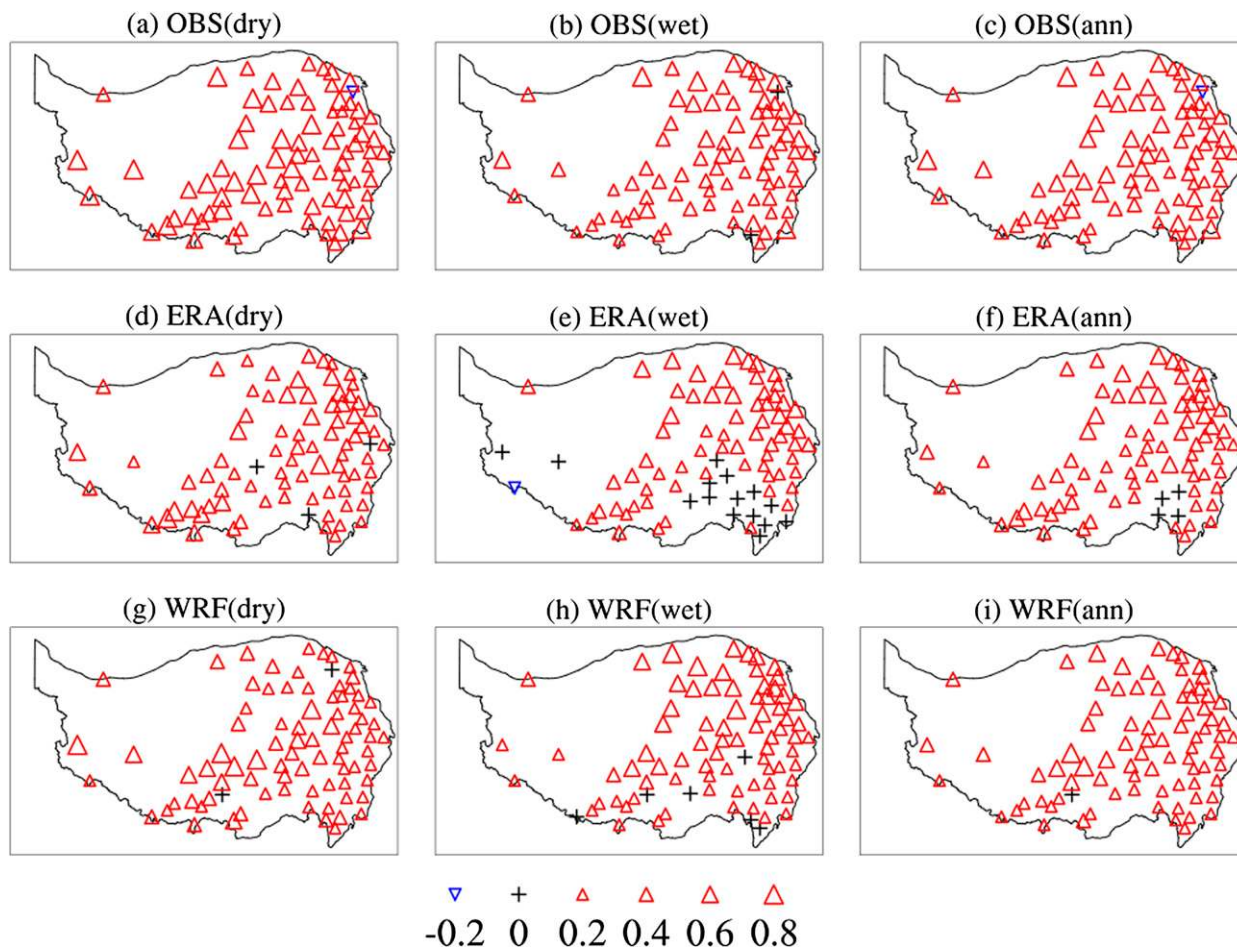 (a) OBS(dry) (b) OBS(wet) (c) OBS(ann)
(d) ERA(dry) (e) ERA(wet) (f) ERA(ann)
(g) WRF(dry) (h) WRF(wet) (i) WRF(ann)
-0.2 0 0.2 0.4 0.6 0.8